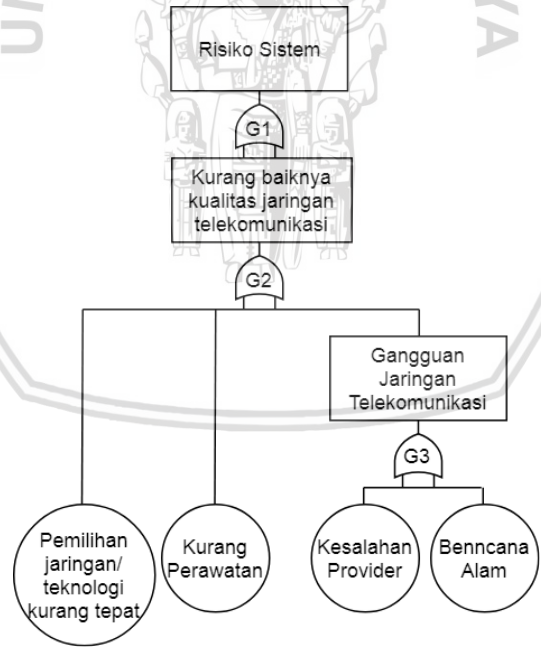 Risiko Sistem
G1
Kurang baiknya
kualitas jaringan
telekomunikasi
G2
Gangguan
Jaringan
Telekomunikasi
G3
Pemilihan
jaringan/
teknologi
kurang tepat
Kurang
Perawatan
Kesalahan
Provider
Benncana
Alam